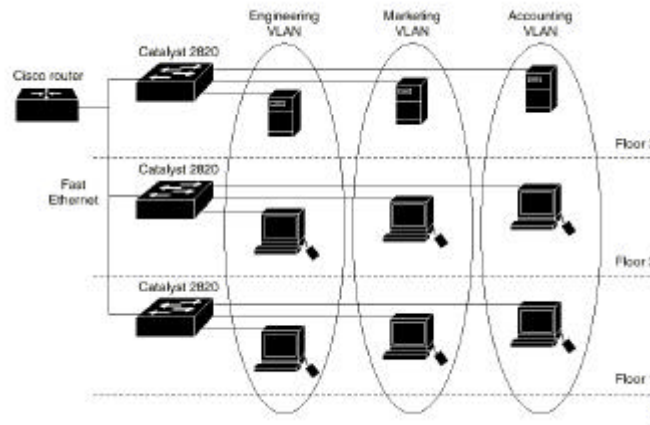 Engineering
VLAN
Marketing
VLAN
Accounting
VLAN
Catalyst 2820
Cisco router
Floor
Catalyst 2820
Fast
Ethernet
Floor
Catalyst 2820
Floor